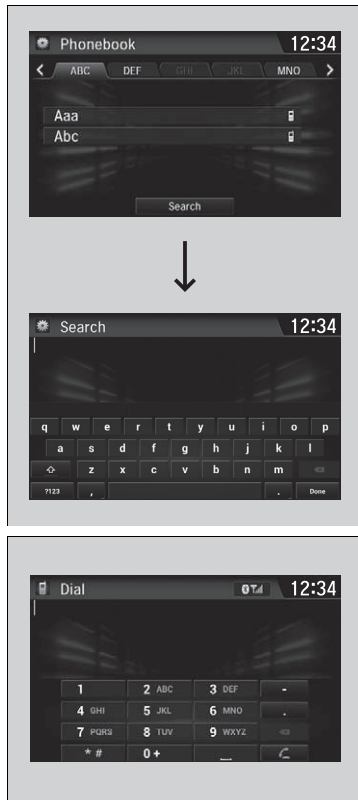 Phonebook 12:34
ABC DEF GHI JKL MNO
Aaa
Abc
Search
Search 12:34
q w e r t y u i o p
a s d f g h j k l
z x c v b n m
?123 , . Done
Dial 12:34
1 2 ABC 3 DEF -
4 GHI 5 JKL 6 MNO .
7 PQRS 8 TUV 9 WXYZ
* # 0 + _